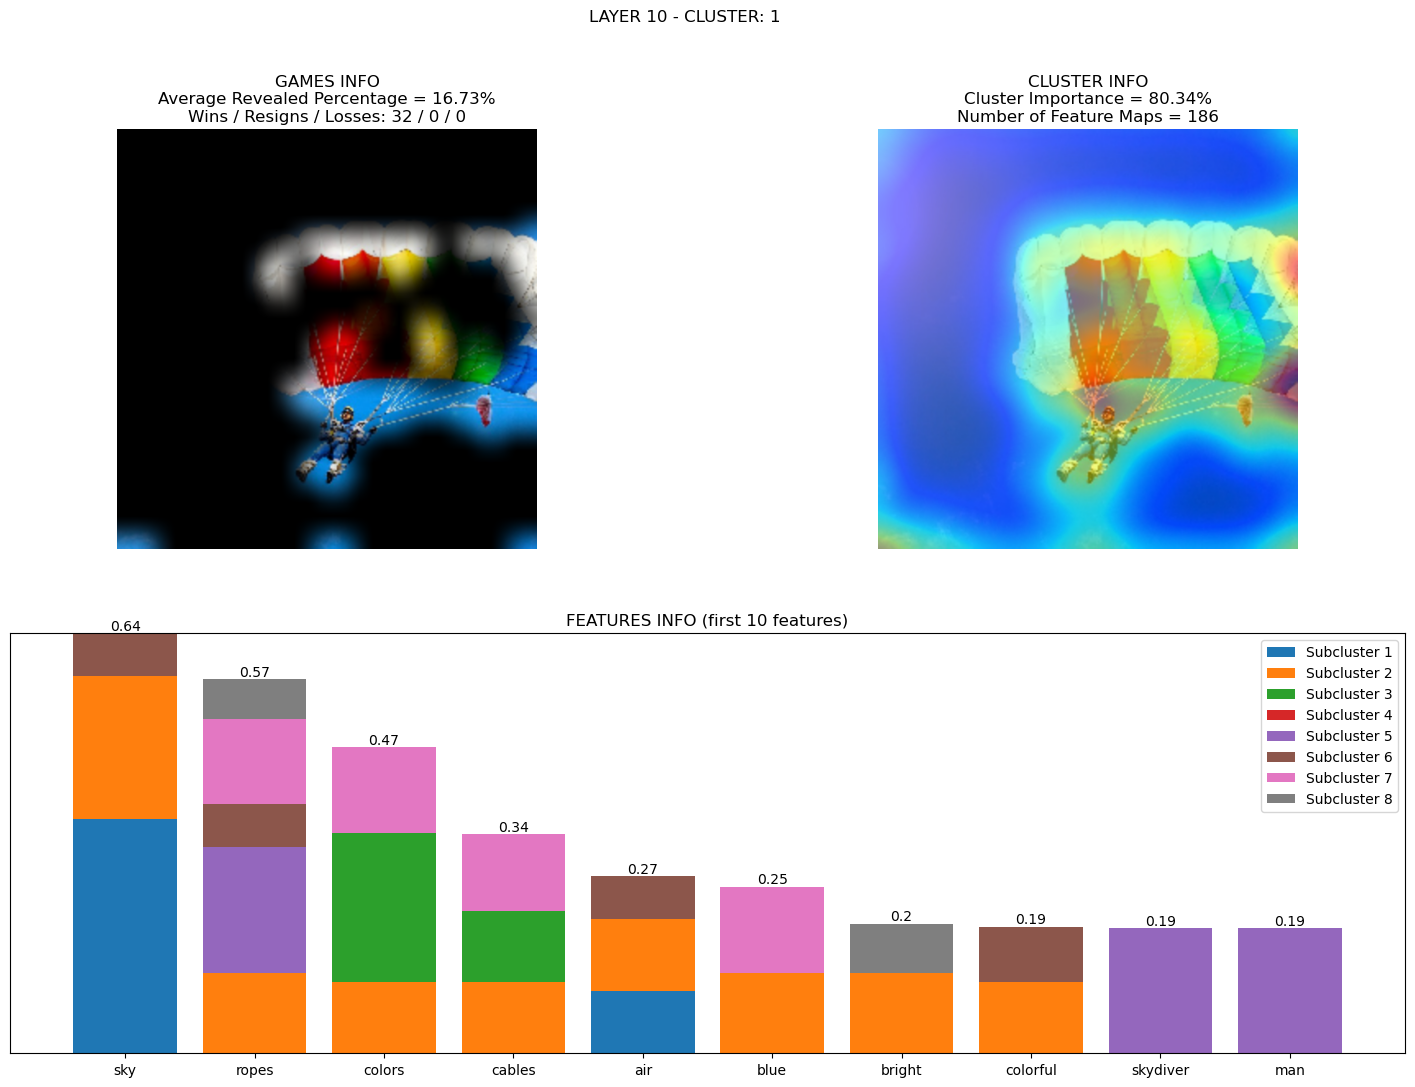 LAYER 10 - CLUSTER: 1
GAMES INFO
Average Revealed Percentage = 16.73%
Wins / Resigns / Losses: 32 / 0 / 0
CLUSTER INFO
Cluster Importance = 80.34%
Number of Feature Maps = 186
FEATURES INFO (first 10 features)
0.64
0.57
0.47
0.34
0.27
0.25
0.2
0.19
0.19
0.19
Subcluster 1
Subcluster 2
Subcluster 3
Subcluster 4
Subcluster 5
Subcluster 6
Subcluster 7
Subcluster 8
sky
ropes
colors
cables
air
blue
bright
colorful
skydiver
man